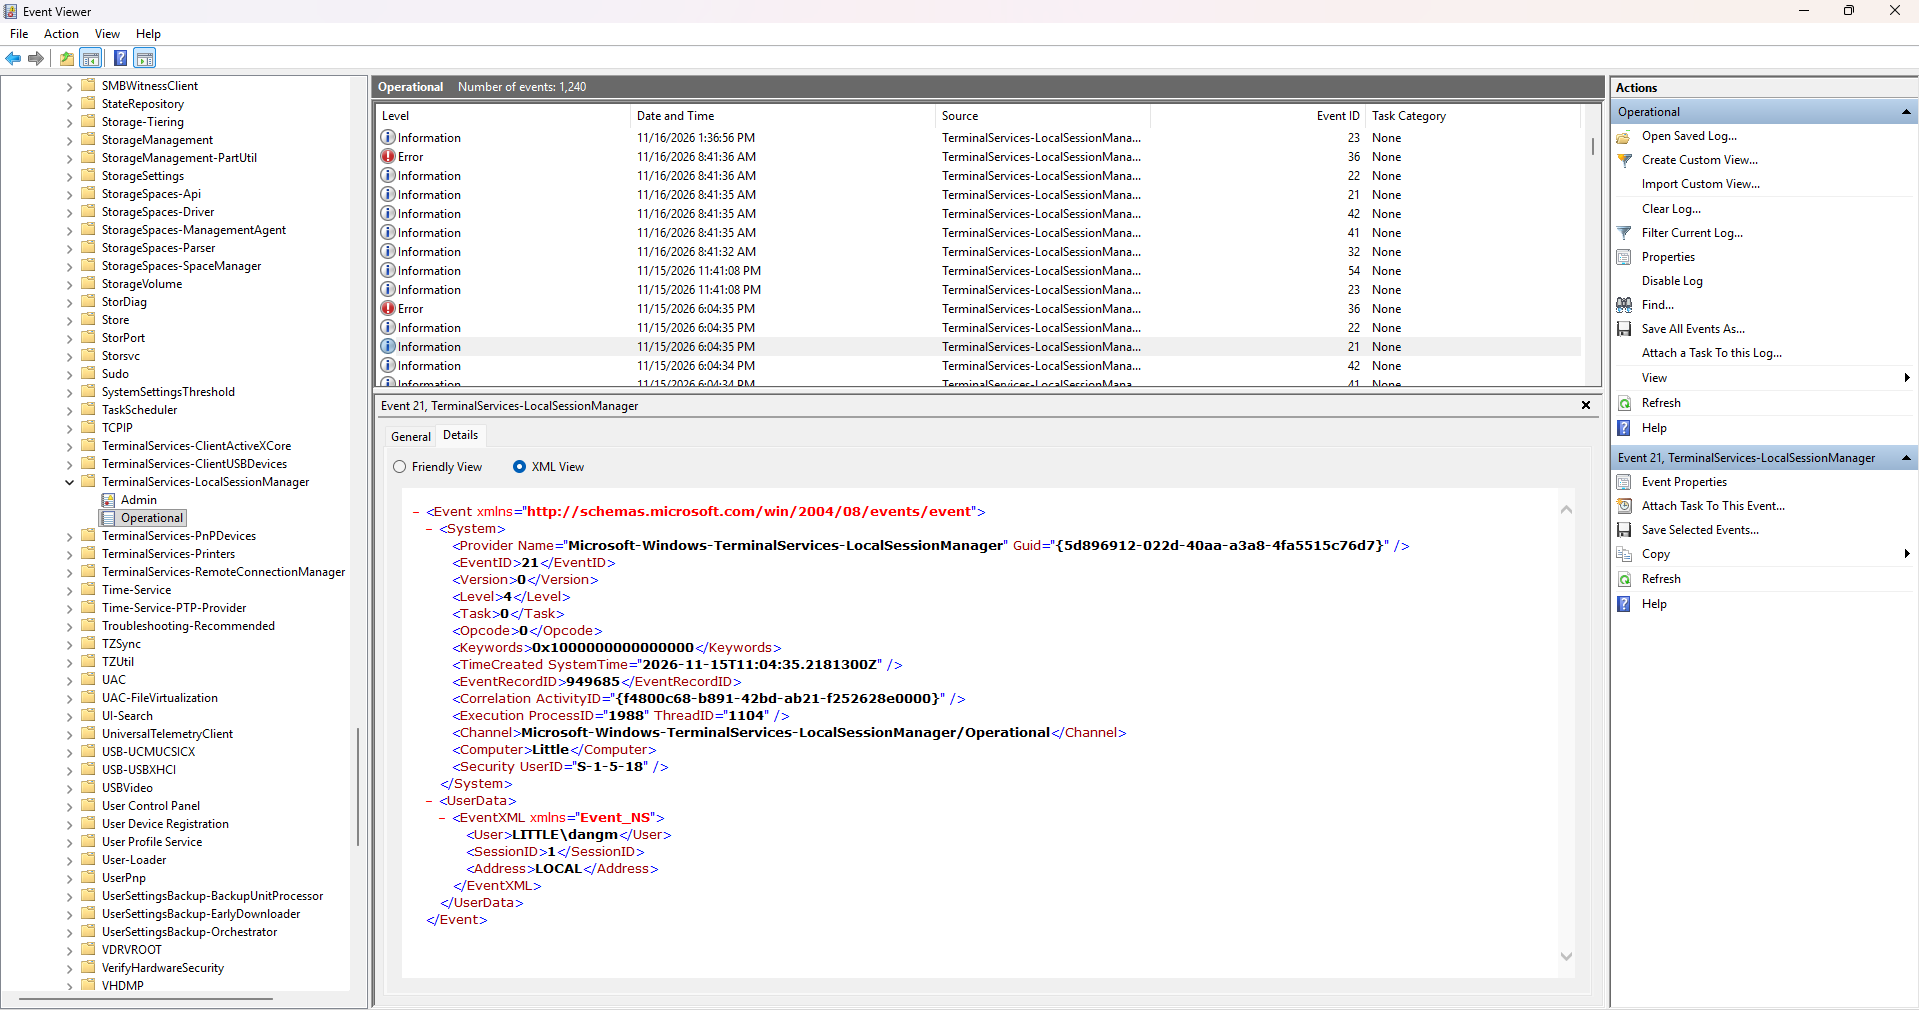 Event Viewer
File Action View Help
SMBWitnessClient
StateRepository
Storage-Tiering
StorageManagement
StorageManagement-PartUtil
StorageSettings
StorageSpaces-Api
StorageSpaces-Driver
StorageSpaces-ManagementAgent
StorageSpaces-Parser
StorageSpaces-SpaceManager
StorageVolume
StorDiag
Store
StorPort
Storsvc
Sudo
SystemSettingsThreshold
TaskScheduler
TCPIP
TerminalServices-ClientActiveXCore
TerminalServices-ClientUSBDevices
TerminalServices-LocalSessionManager
Admin
Operational
TerminalServices-PnPDevices
TerminalServices-Printers
TerminalServices-RemoteConnectionManager
Time-Service
Time-Service-PTP-Provider
Troubleshooting-Recommended
TZSync
TZUtil
UAC
UAC-FileVirtualization
UI-Search
UniversalTelemetryClient
USB-UCMUCSICX
USB-USBXHCI
USBVideo
User Control Panel
User Device Registration
User Profile Service
User-Loader
UserPnp
UserSettingsBackup-BackupUnitProcessor
UserSettingsBackup-EarlyDownloader
UserSettingsBackup-Orchestrator
VDRVROOT
VerifyHardwareSecurity
VHDMP
Operational Number of events: 1,240
Level Date and Time Source Event ID Task Category
Information 11/16/2026 1:36:56 PM TerminalServices-LocalSessionMana... 23 None
Error 11/16/2026 8:41:36 AM TerminalServices-LocalSessionMana... 36 None
Information 11/16/2026 8:41:36 AM TerminalServices-LocalSessionMana... 22 None
Information 11/16/2026 8:41:35 AM TerminalServices-LocalSessionMana... 21 None
Information 11/16/2026 8:41:35 AM TerminalServices-LocalSessionMana... 42 None
Information 11/16/2026 8:41:35 AM TerminalServices-LocalSessionMana... 41 None
Information 11/16/2026 8:41:32 AM TerminalServices-LocalSessionMana... 32 None
Information 11/15/2026 11:41:08 PM TerminalServices-LocalSessionMana... 54 None
Information 11/15/2026 11:41:08 PM TerminalServices-LocalSessionMana... 23 None
Error 11/15/2026 6:04:35 PM TerminalServices-LocalSessionMana... 36 None
Information 11/15/2026 6:04:35 PM TerminalServices-LocalSessionMana... 22 None
Information 11/15/2026 6:04:35 PM TerminalServices-LocalSessionMana... 21 None
Information 11/15/2026 6:04:34 PM TerminalServices-LocalSessionMana... 42 None
Information 11/15/2026 6:04:34 PM TerminalServices-LocalSessionMana... 41 None
Event 21, TerminalServices-LocalSessionManager
General Details
Friendly View XML View
- <Event xmlns="http://schemas.microsoft.com/win/2004/08/events/event">
- <System>
<Provider Name="Microsoft-Windows-TerminalServices-LocalSessionManager" Guid="{5d896912-022d-40aa-a3a8-4fa5515c76d7}" />
<EventID>21</EventID>
<Version>0</Version>
<Level>4</Level>
<Task>0</Task>
<Opcode>0</Opcode>
<Keywords>0x1000000000000000</Keywords>
<TimeCreated SystemTime="2026-11-15T11:04:35.2181300Z" />
<EventRecordID>949685</EventRecordID>
<Correlation ActivityID="{f4800c68-b891-42bd-ab21-f252628e0000}" />
<Execution ProcessID="1988" ThreadID="1104" />
<Channel>Microsoft-Windows-TerminalServices-LocalSessionManager/Operational</Channel>
<Computer>Little</Computer>
<Security UserID="S-1-5-18" />
</System>
- <UserData>
- <EventXML xmlns="Event_NS">
<User>LITTLE\dangm</User>
<SessionID>1</SessionID>
<Address>LOCAL</Address>
</EventXML>
</UserData>
</Event>
Actions
Operational
Open Saved Log...
Create Custom View...
Import Custom View...
Clear Log...
Filter Current Log...
Properties
Disable Log
Find...
Save All Events As...
Attach a Task To this Log...
View
Refresh
Help
Event 21, TerminalServices-LocalSessionManager
Event Properties
Attach Task To This Event...
Save Selected Events...
Copy
Refresh
Help